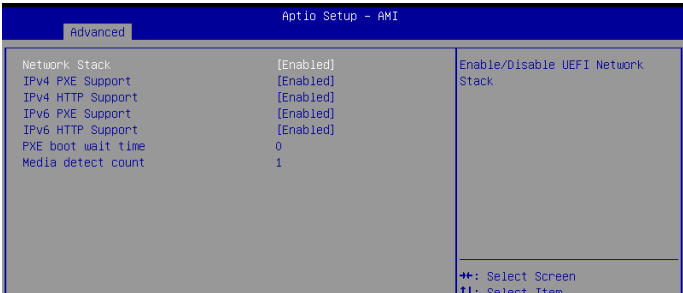 Aptio Setup – AMI
Advanced
Network Stack [Enabled]
IPv4 PXE Support [Enabled]
IPv4 HTTP Support [Enabled]
IPv6 PXE Support [Enabled]
IPv6 HTTP Support [Enabled]
PXE boot wait time 0
Media detect count 1
Enable/Disable UEFI Network
Stack
→←: Select Screen
↑↓: Select Item